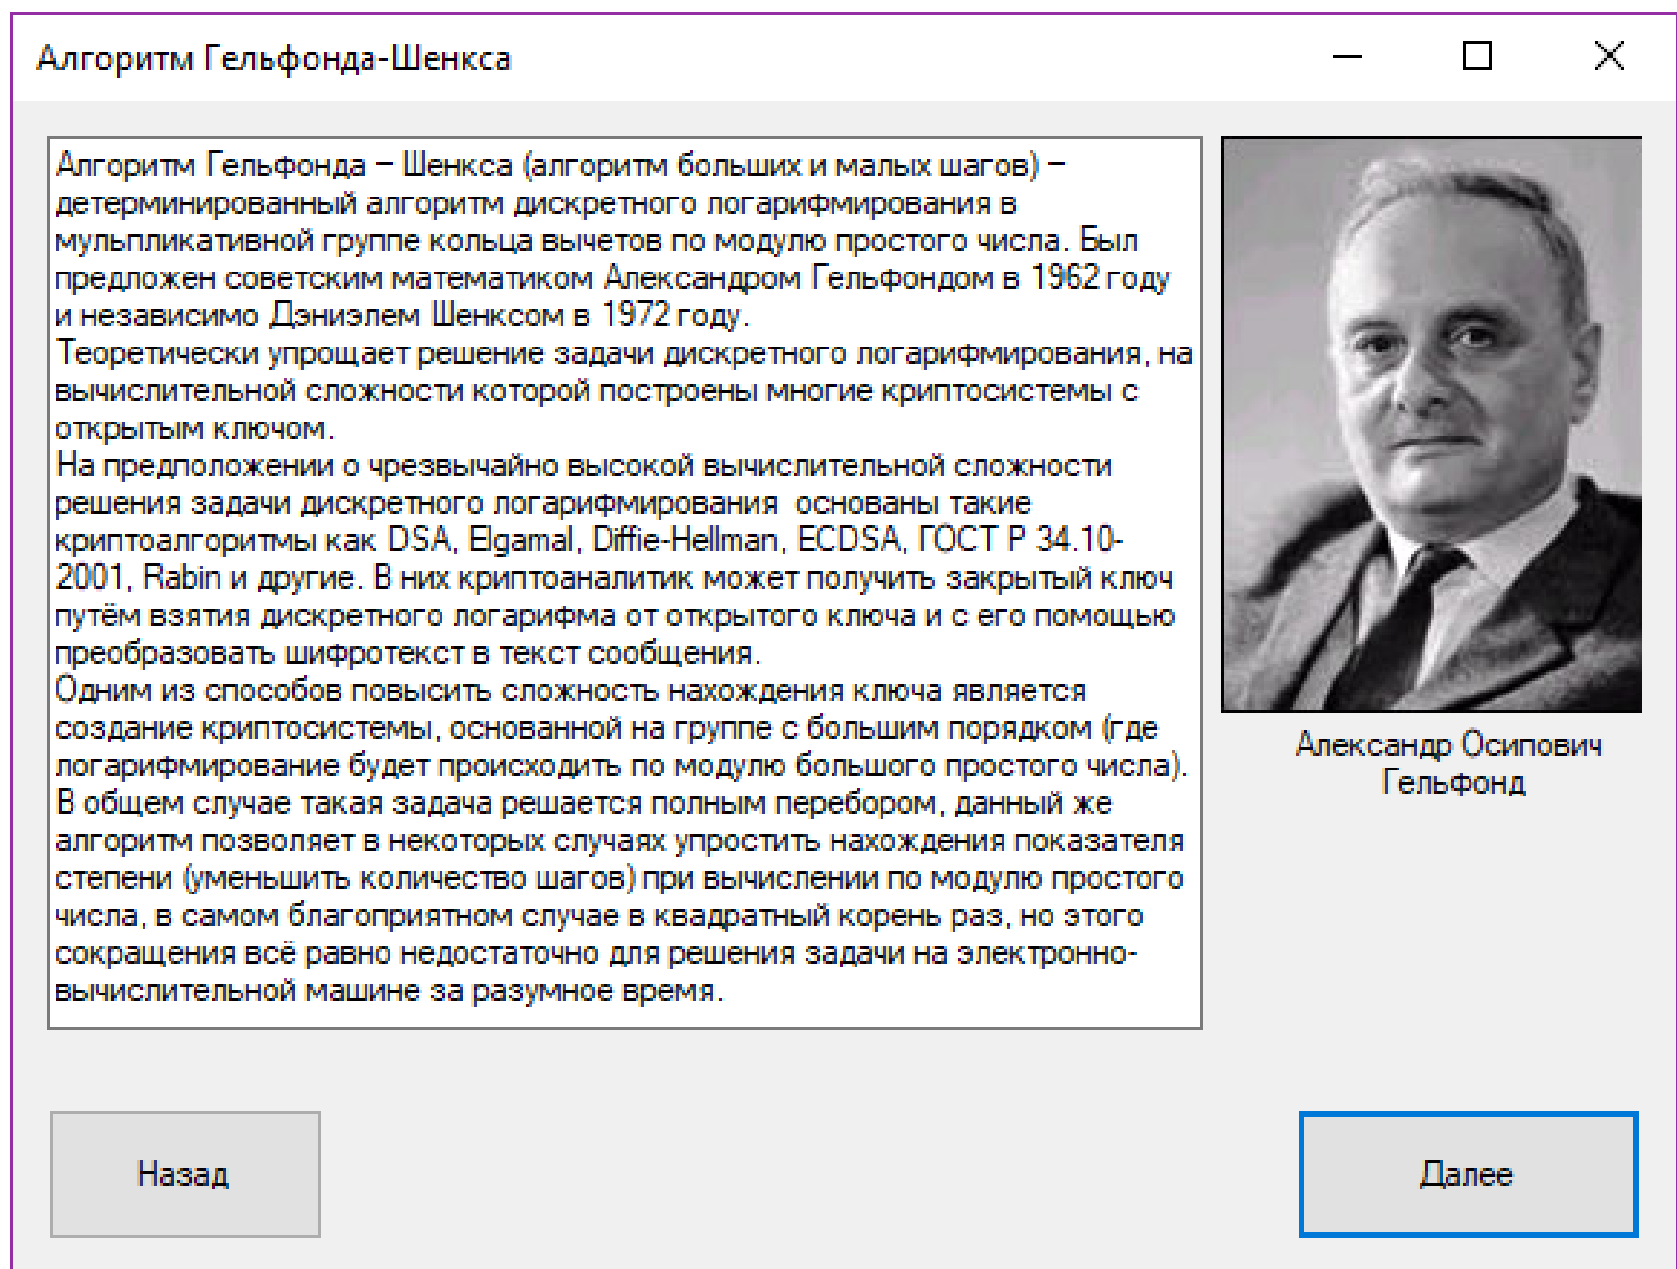 Алгоритм Гельфонда-Шенкса
Алгоритм Гельфонда – Шенкса (алгоритм больших и малых шагов) –
детерминированный алгоритм дискретного логарифмирования в
мульпликативной группе кольца вычетов по модулю простого числа. Был
предложен советским математиком Александром Гельфондом в 1962 году
и независимо Дэниэлем Шенксом в 1972 году.
Теоретически упрощает решение задачи дискретного логарифмирования, на
вычислительной сложности которой построены многие криптосистемы с
открытым ключом.
На предположении о чрезвычайно высокой вычислительной сложности
решения задачи дискретного логарифмирования  основаны такие
криптоалгоритмы как DSA, Elgamal, Diffie-Hellman, ECDSA, ГОСТ Р 34.10-
2001, Rabin и другие. В них криптоаналитик может получить закрытый ключ
путём взятия дискретного логарифма от открытого ключа и с его помощью
преобразовать шифротекст в текст сообщения.
Одним из способов повысить сложность нахождения ключа является
создание криптосистемы, основанной на группе с большим порядком (где
логарифмирование будет происходить по модулю большого простого числа).
В общем случае такая задача решается полным перебором, данный же
алгоритм позволяет в некоторых случаях упростить нахождения показателя
степени (уменьшить количество шагов) при вычислении по модулю простого
числа, в самом благоприятном случае в квадратный корень раз, но этого
сокращения всё равно недостаточно для решения задачи на электронно-
вычислительной машине за разумное время.
Александр Осипович
Гельфонд
Назад
Далее